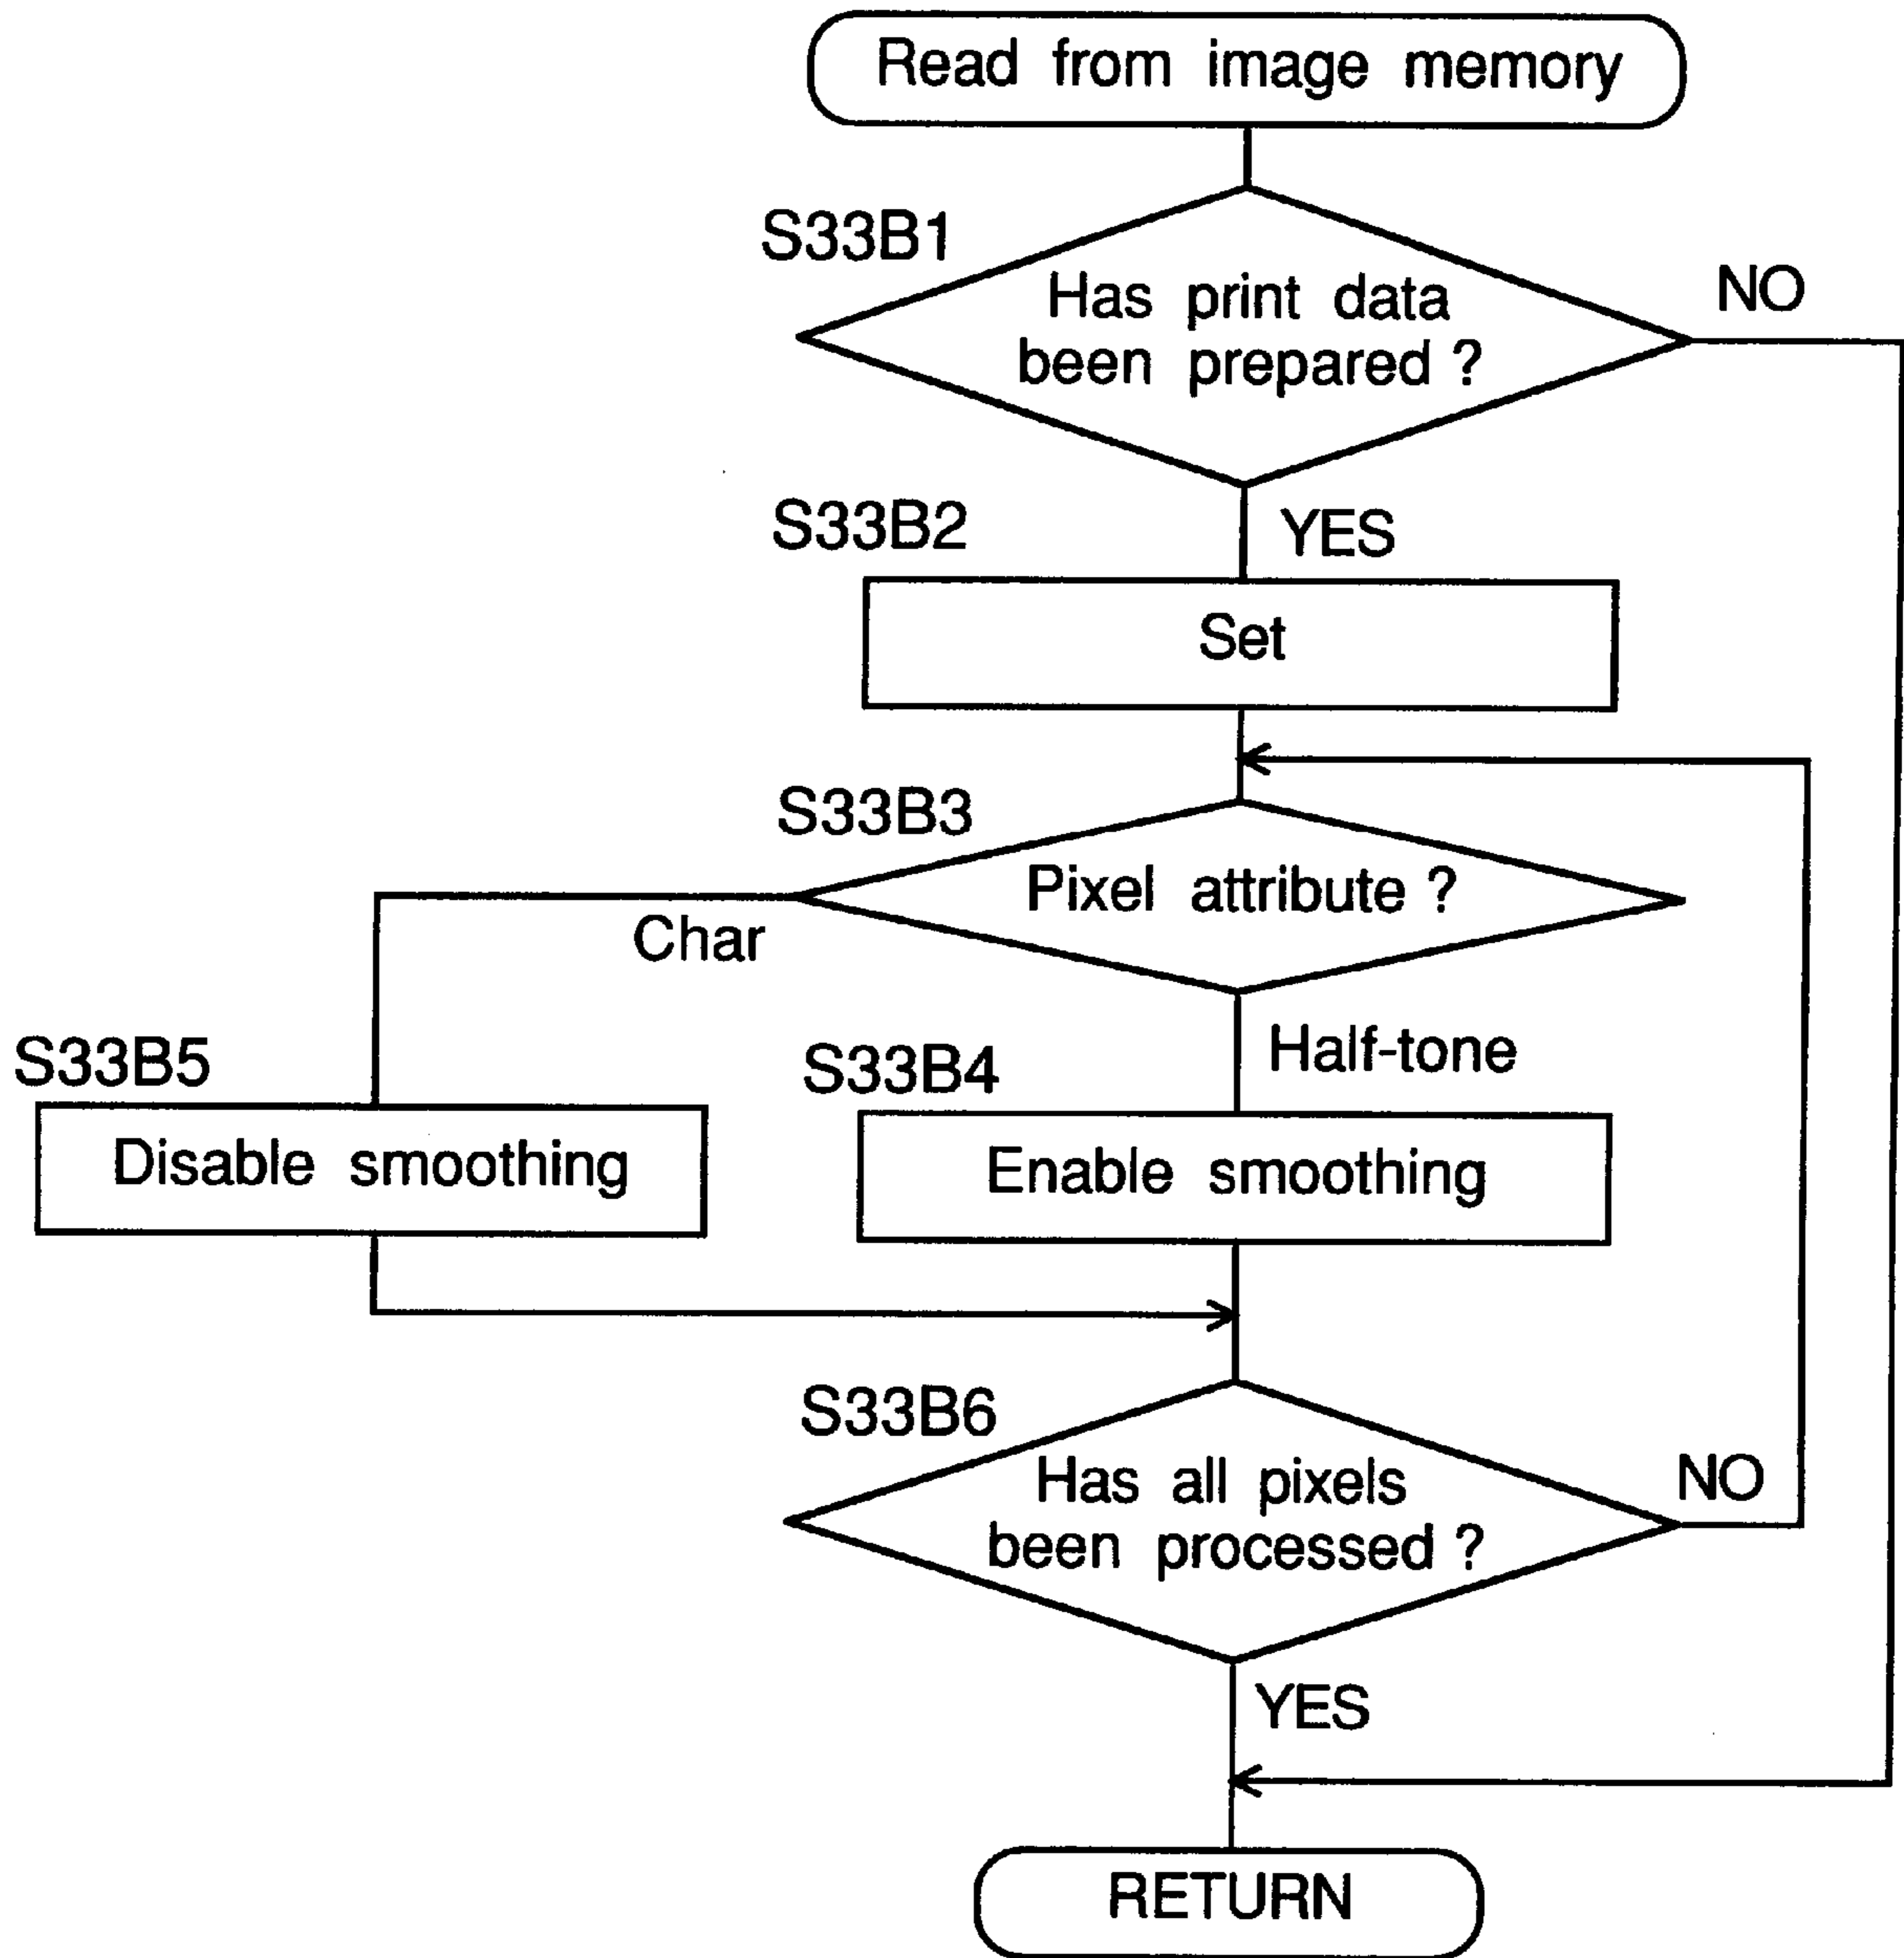 Read from image memory
S33B1
Has print data
been prepared ?
NO
S33B2
YES
Set
S33B3
Pixel attribute ?
Char
Half-tone
S33B5
S33B4
Disable smoothing
Enable smoothing
S33B6
Has all pixels
been processed ?
NO
YES
RETURN